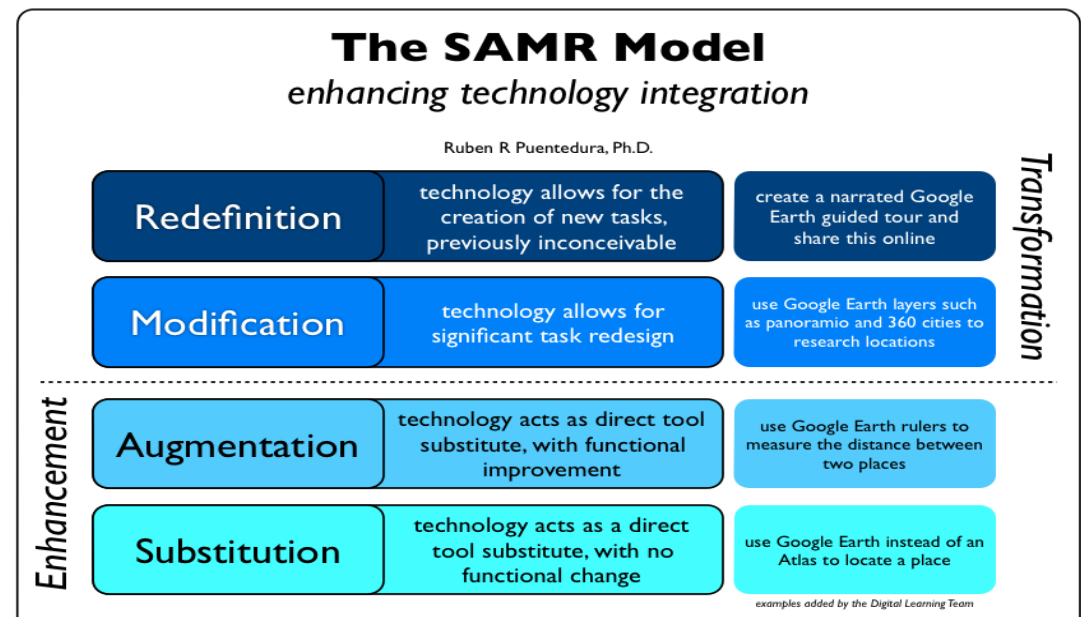 The SAMR Model
enhancing technology integration
Ruben R Puentedura, Ph.D.
Transformation
Redefinition
technology allows for the
creation of new tasks,
previously inconceivable
create a narrated Google
Earth guided tour and
share this online
Modification
technology allows for
significant task redesign
use Google Earth layers such
as panoramio and 360 cities to
research locations
Enhancement
Augmentation
technology acts as direct tool
substitute, with functional
improvement
use Google Earth rulers to
measure the distance between
two places
Substitution
technology acts as a direct
tool substitute, with no
functional change
use Google Earth instead of an
Atlas to locate a place
examples added by the Digital Learning Team